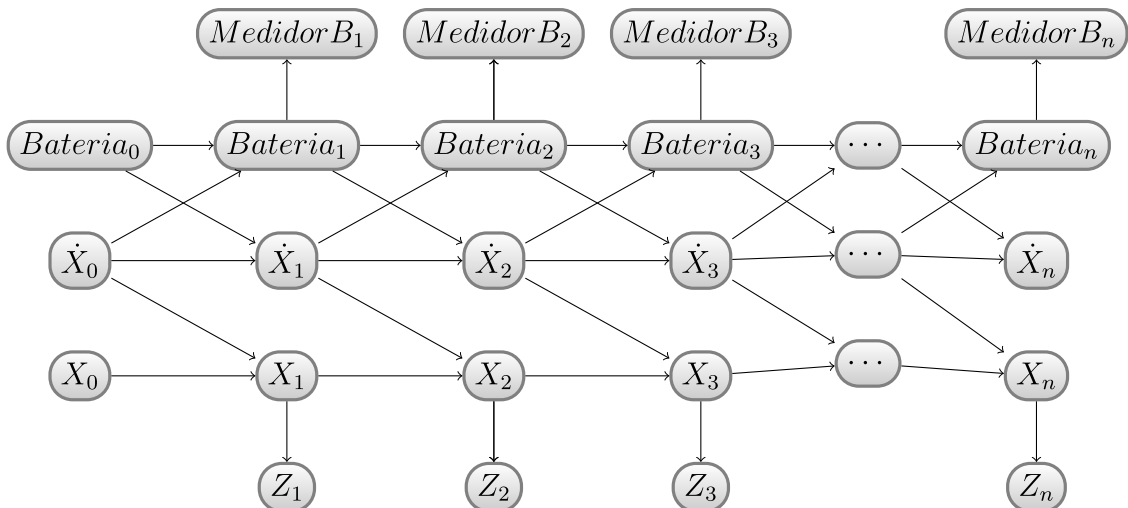 MedidorB₁ MedidorB₂ MedidorB₃ MedidorBₙ
Bateria₀ Bateria₁ Bateria₂ Bateria₃ ⋯ Bateriaₙ
Ẋ₀ Ẋ₁ Ẋ₂ Ẋ₃ ⋯ Ẋₙ
X₀ X₁ X₂ X₃ ⋯ Xₙ
Z₁ Z₂ Z₃ Zₙ